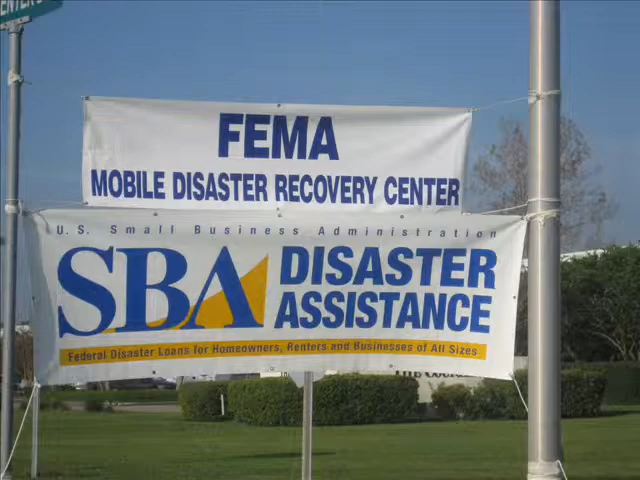 FEMA
MOBILE DISASTER RECOVERY CENTER
U.S. Small Business Administration
SBA DISASTER ASSISTANCE
Federal Disaster Loans for Homeowners, Renters and Businesses of All Sizes